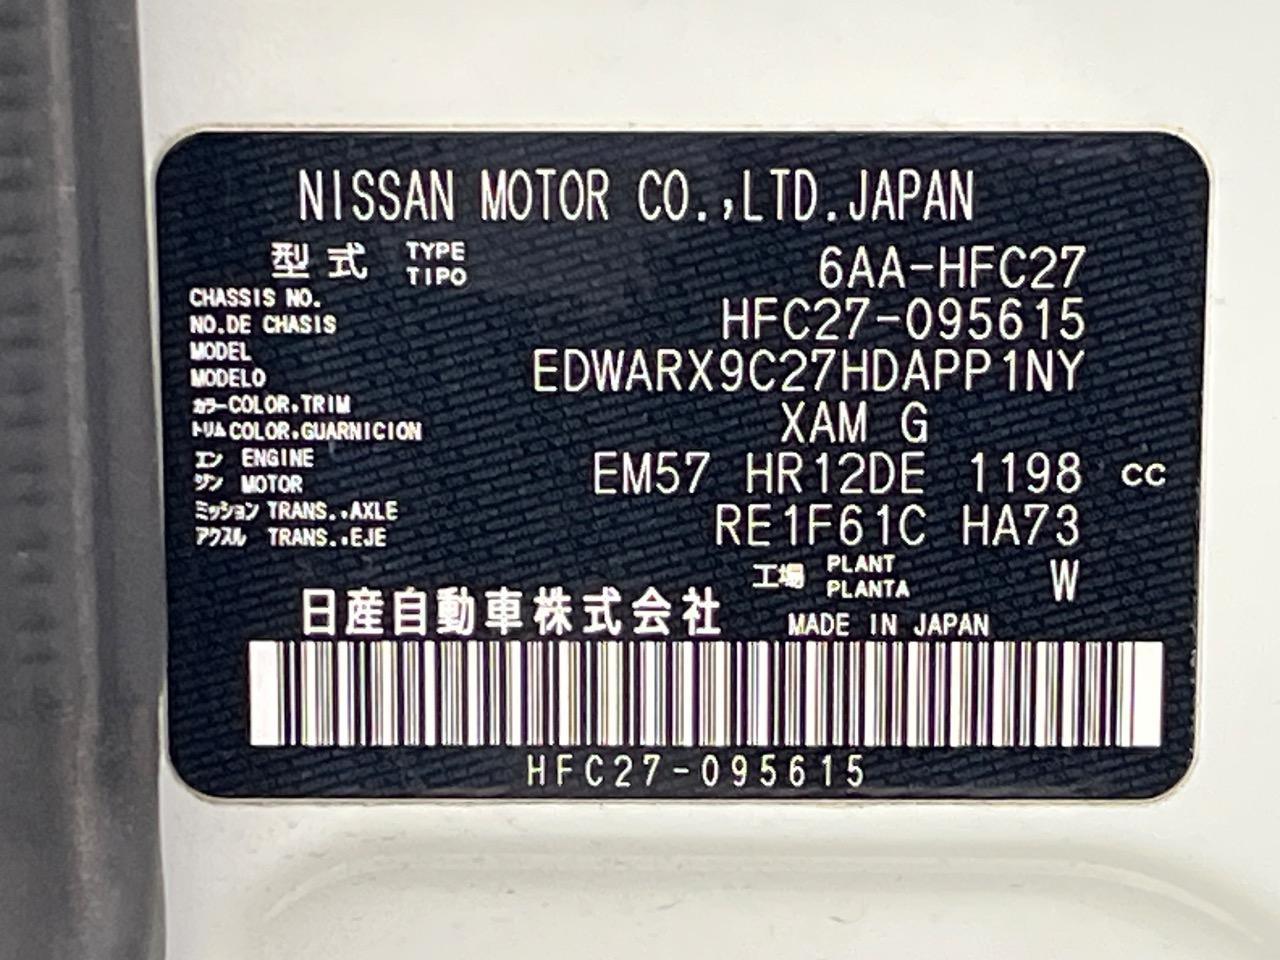 NISSAN MOTOR CO.,LTD.JAPAN
型式 TYPE TIPO 6AA-HFC27
CHASSIS NO. NO.DE CHASIS HFC27-095615
MODEL MODELO EDWARX9C27HDAPP1NY
カラー COLOR,TRIM
トリム COLOR,GUARNICION XAM G
エン ENGINE
ジン MOTOR EM57 HR12DE 1198 CC
ミッション TRANS.,AXLE
アクスル TRANS.,EJE RE1F61C HA73
工場 PLANT PLANTA W
日産自動車株式会社 MADE IN JAPAN
HFC27-095615